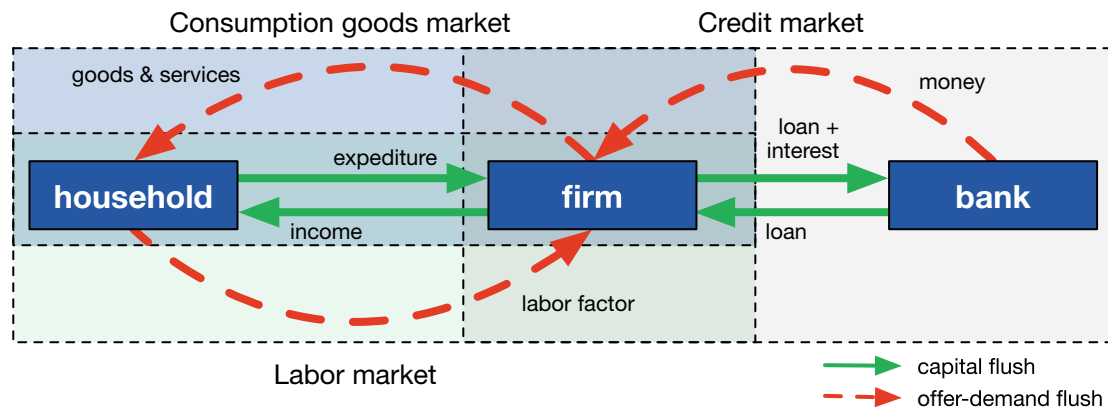 Consumption goods market
Credit market
goods & services
money
expediture
loan +
interest
household
firm
bank
income
loan
labor factor
Labor market
capital flush
offer-demand flush